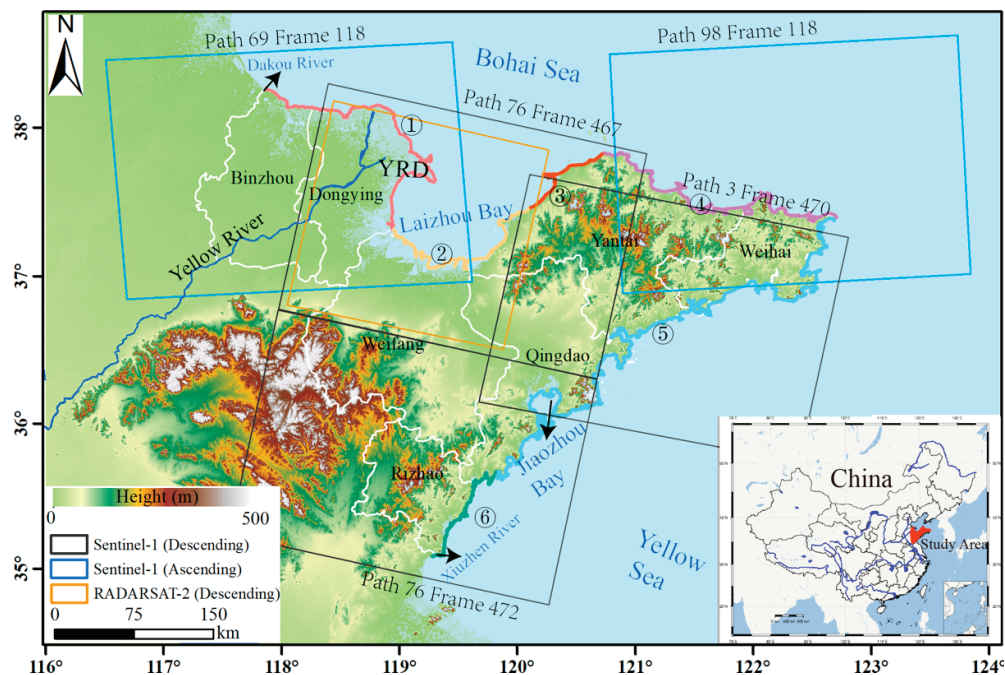 N
Path 69 Frame 118
Dakou River
Bohai Sea
Path 98 Frame 118
38°
37°
36°
35°
Path 76 Frame 467
①
YRD
Binzhou
Dongying
Laizhou Bay
②
③
Path 3 Frame 470
④
Yantai
Weihai
Yellow River
⑤
Weifang
Qingdao
Jiaozhou
Bay
Rizhao
⑥
Xiuzhen River
Yellow
Sea
Path 76 Frame 472
Height (m)
0 500
Sentinel-1 (Descending)
Sentinel-1 (Ascending)
RADARSAT-2 (Descending)
0 75 150
km
China
Study Area
116° 117° 118° 119° 120° 121° 122° 123° 124°